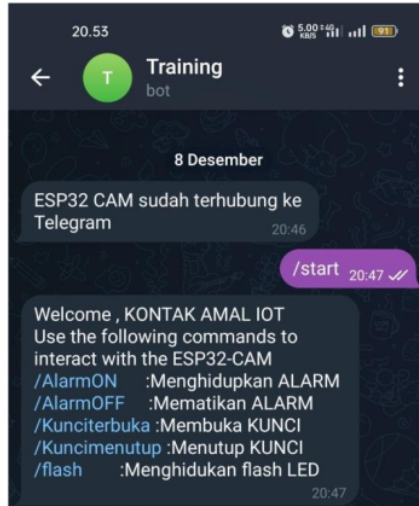 20.53
5.00 KB/S 4G 91
Training
T
bot
8 Desember
ESP32 CAM sudah terhubung ke
Telegram
20:46
/start 20:47
Welcome , KONTAK AMAL IOT
Use the following commands to
interact with the ESP32-CAM
/AlarmON :Menghidupkan ALARM
/AlarmOFF :Mematikan ALARM
/Kunciterbuka :Membuka KUNCI
/Kuncimenutup :Menutup KUNCI
/flash :Menghidukan flash LED
20:47